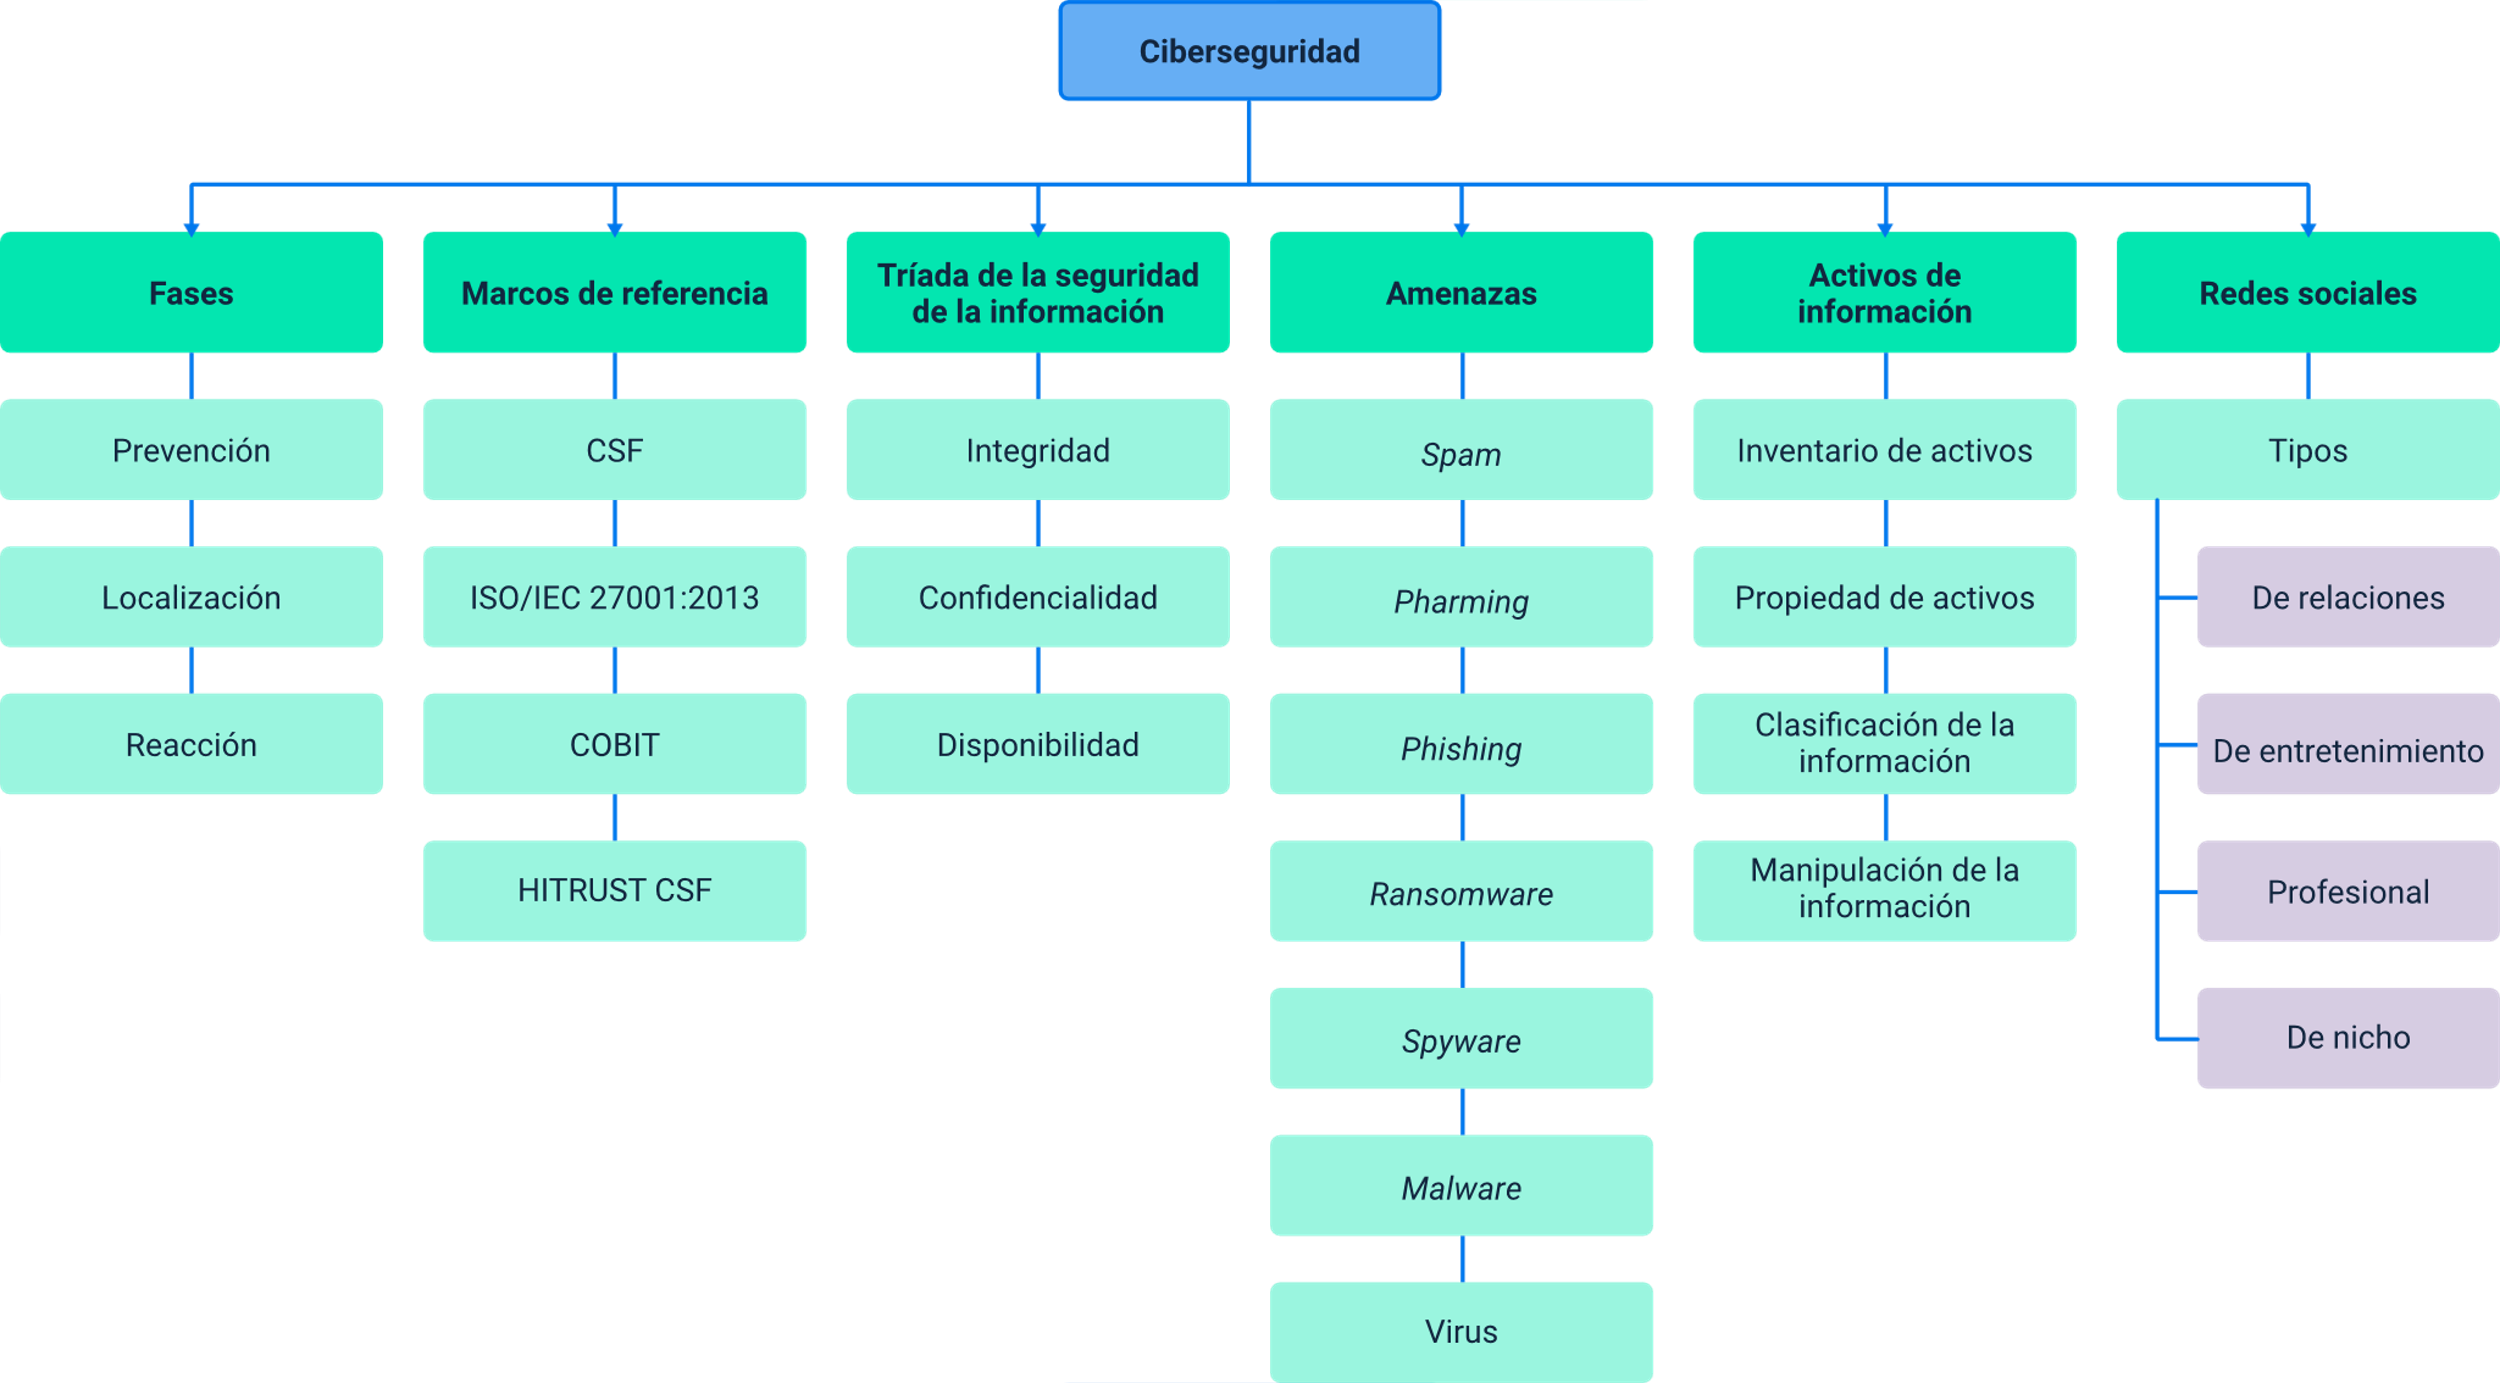 Ciberseguridad
Fases
Prevención
Localización
Reacción
Marcos de referencia
CSF
ISO/IEC 27001:2013
COBIT
HITRUST CSF
Tríada de la seguridad
de la información
Integridad
Confidencialidad
Disponibilidad
Amenazas
Spam
Pharming
Phishing
Ransomware
Spyware
Malware
Virus
Activos de
información
Inventario de activos
Propiedad de activos
Clasificación de la
información
Manipulación de la
información
Redes sociales
Tipos
De relaciones
De entretenimiento
Profesional
De nicho